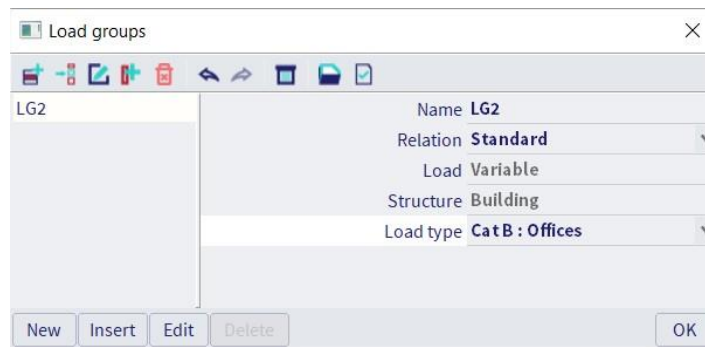 Load groups
LG2
Name LG2
Relation Standard
Load Variable
Structure Building
Load type Cat B : Offices
New Insert Edit Delete OK